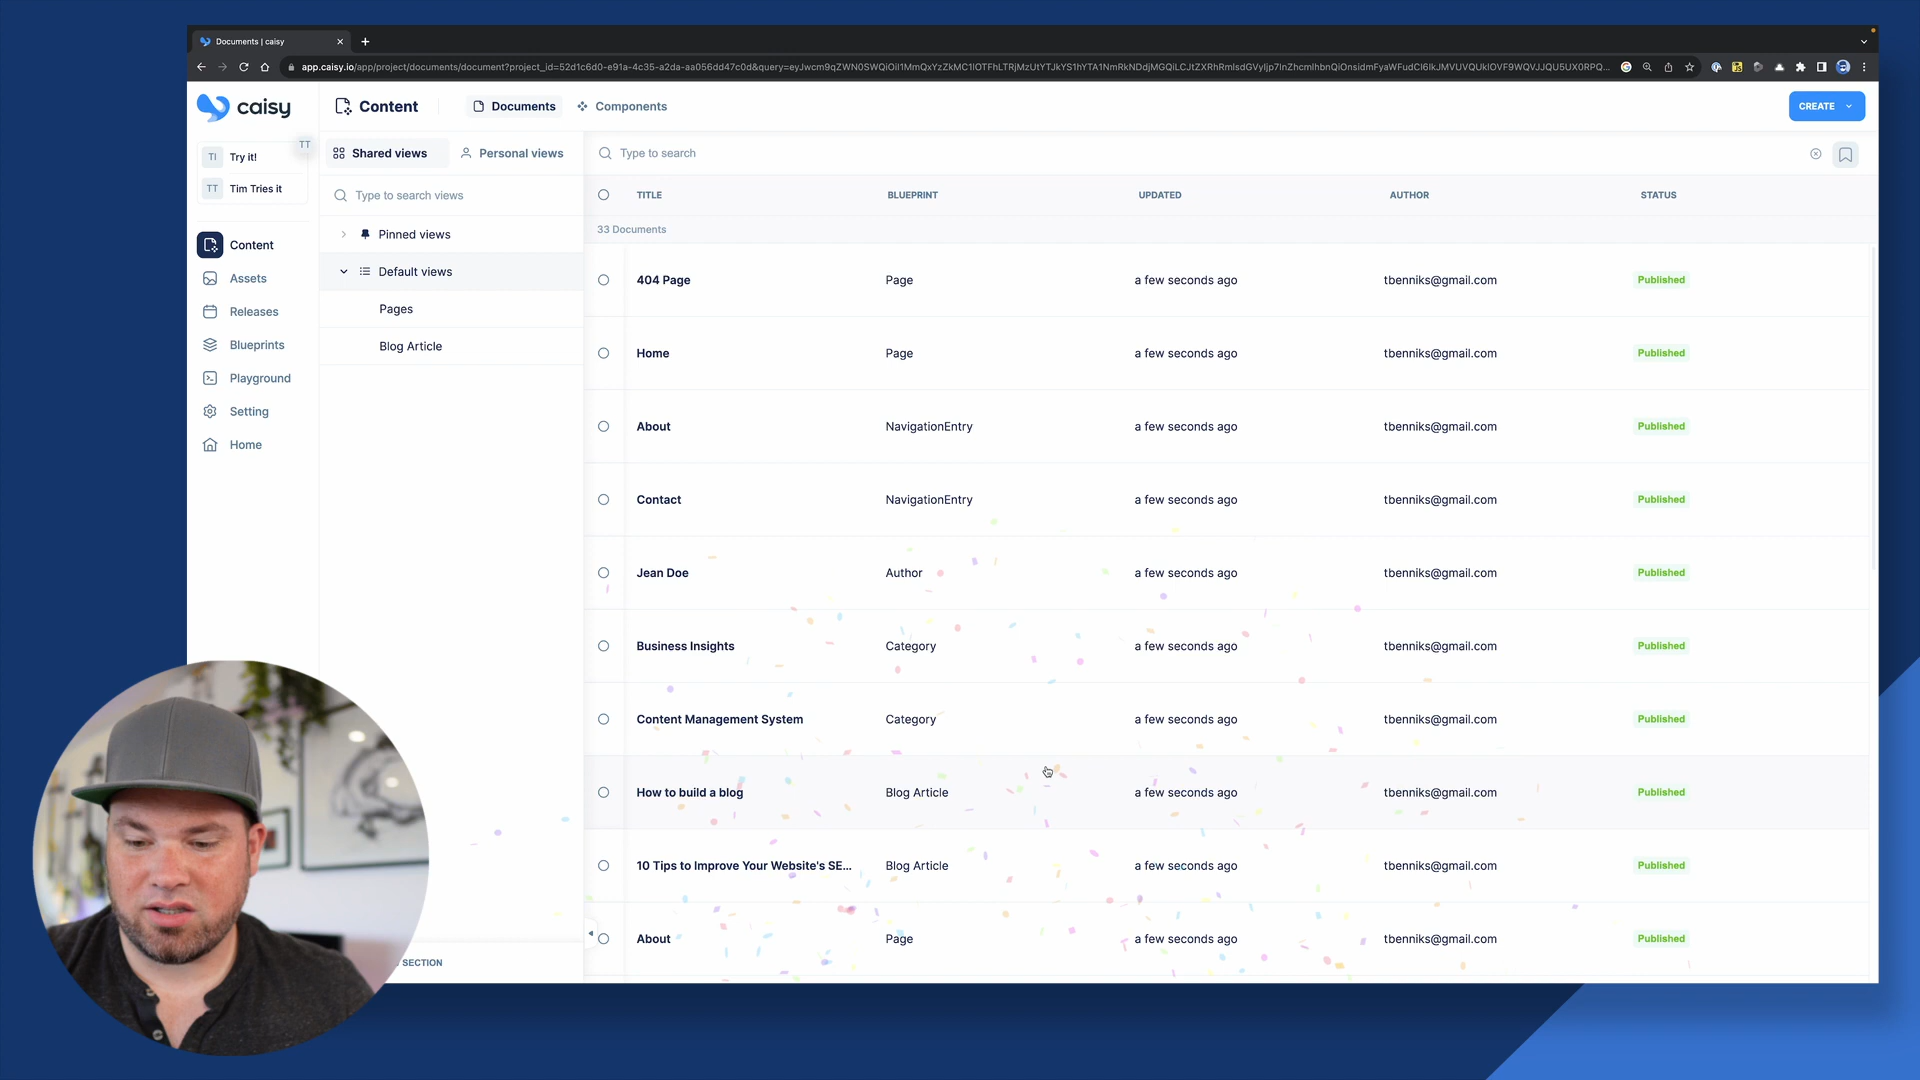 Documents | caisy
app.caisy.io/app/project/documents/document?project_id=52d1c6d0-e91a-4c35-a2da-aa056dd47c0d&query=
caisy
Content
Documents
Components
CREATE
TI Try it!
TT
TT Tim Tries it
Shared views
Personal views
Type to search
Type to search views
Pinned views
Default views
Pages
Blog Article
Content
Assets
Releases
Blueprints
Playground
Setting
Home
SECTION
TITLE BLUEPRINT UPDATED AUTHOR STATUS
33 Documents
404 Page Page a few seconds ago tbenniks@gmail.com Published
Home Page a few seconds ago tbenniks@gmail.com Published
About NavigationEntry a few seconds ago tbenniks@gmail.com Published
Contact NavigationEntry a few seconds ago tbenniks@gmail.com Published
Jean Doe Author a few seconds ago tbenniks@gmail.com Published
Business Insights Category a few seconds ago tbenniks@gmail.com Published
Content Management System Category a few seconds ago tbenniks@gmail.com Published
How to build a blog Blog Article a few seconds ago tbenniks@gmail.com Published
10 Tips to Improve Your Website's SE... Blog Article a few seconds ago tbenniks@gmail.com Published
About Page a few seconds ago tbenniks@gmail.com Published